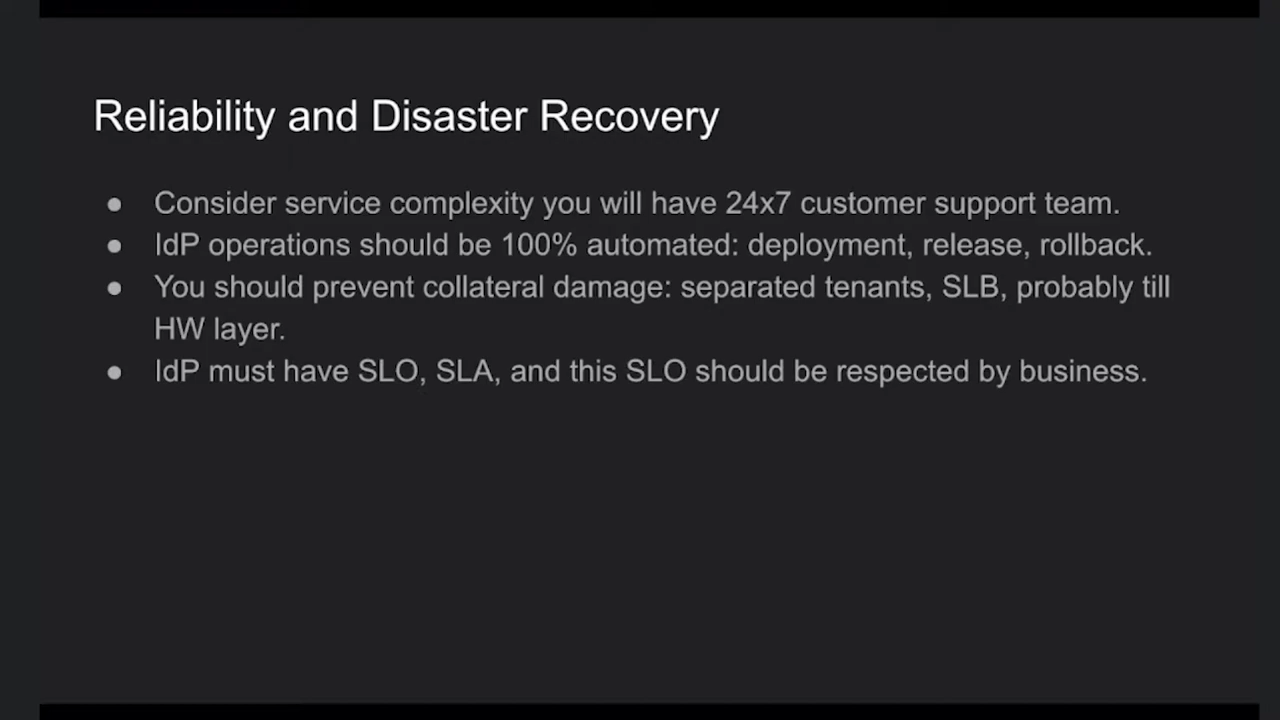 Reliability and Disaster Recovery
● Consider service complexity you will have 24x7 customer support team.
● IdP operations should be 100% automated: deployment, release, rollback.
● You should prevent collateral damage: separated tenants, SLB, probably till
HW layer.
● IdP must have SLO, SLA, and this SLO should be respected by business.